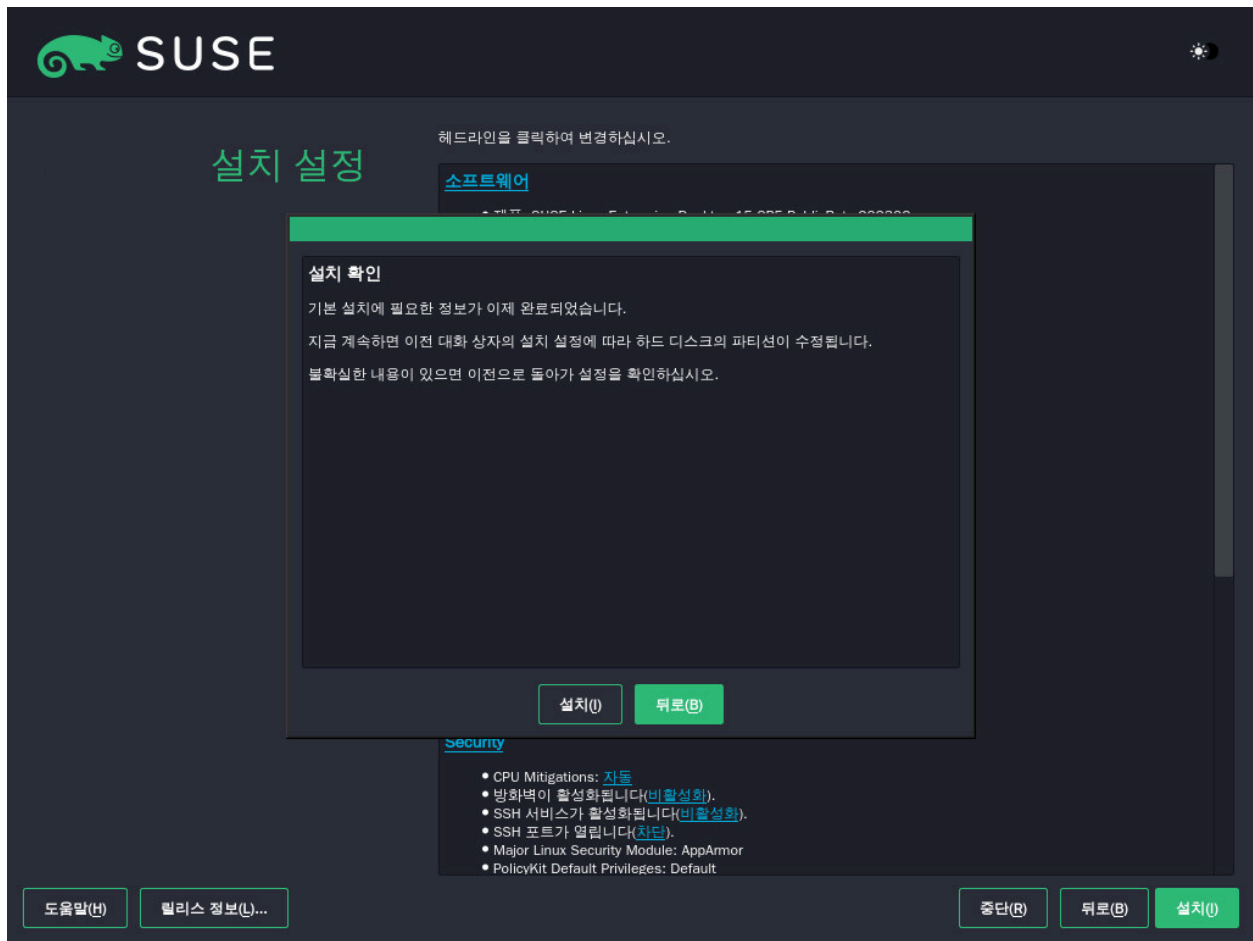 SUSE
설치 설정
헤드라인을 클릭하여 변경하십시오.
소프트웨어
설치 확인
기본 설치에 필요한 정보가 이제 완료되었습니다.
지금 계속하면 이전 대화 상자의 설치 설정에 따라 하드 디스크의 파티션이 수정됩니다.
불확실한 내용이 있으면 이전으로 돌아가 설정을 확인하십시오.
설치(I) 뒤로(B)
Security
• CPU Mitigations: 자동
• 방화벽이 활성화됩니다(비활성화).
• SSH 서비스가 활성화됩니다(비활성화).
• SSH 포트가 열립니다(차단).
• Major Linux Security Module: AppArmor
• PolicyKit Default Privileges: Default
도움말(H) 릴리스 정보(L)... 중단(R) 뒤로(B) 설치(I)